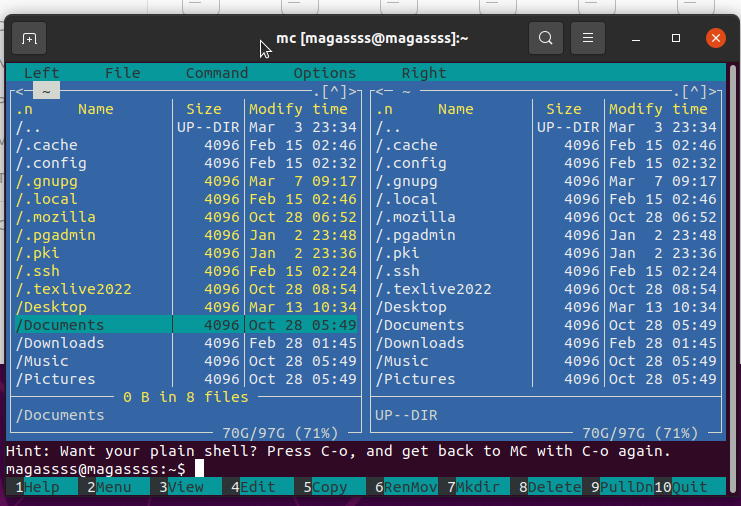 mc [magassss@magassss]:~
Left File Command Options Right
<─ ~ ─.[^]> <─ ~ ─.[^]>
.n Name Size Modify time .n Name Size Modify time
/.. UP--DIR Mar 3 23:34 /.. UP--DIR Mar 3 23:34
/.cache 4096 Feb 15 02:46 /.cache 4096 Feb 15 02:46
/.config 4096 Feb 15 02:32 /.config 4096 Feb 15 02:32
/.gnupg 4096 Mar 7 09:17 /.gnupg 4096 Mar 7 09:17
/.local 4096 Feb 15 02:46 /.local 4096 Feb 15 02:46
/.mozilla 4096 Oct 28 06:52 /.mozilla 4096 Oct 28 06:52
/.pgadmin 4096 Jan 2 23:48 /.pgadmin 4096 Jan 2 23:48
/.pki 4096 Jan 2 23:36 /.pki 4096 Jan 2 23:36
/.ssh 4096 Feb 15 02:24 /.ssh 4096 Feb 15 02:24
/.texlive2022 4096 Oct 28 08:54 /.texlive2022 4096 Oct 28 08:54
/Desktop 4096 Mar 13 10:34 /Desktop 4096 Mar 13 10:34
/Documents 4096 Oct 28 05:49 /Documents 4096 Oct 28 05:49
/Downloads 4096 Feb 28 01:45 /Downloads 4096 Feb 28 01:45
/Music 4096 Oct 28 05:49 /Music 4096 Oct 28 05:49
/Pictures 4096 Oct 28 05:49 /Pictures 4096 Oct 28 05:49
0 B in 8 files
/Documents UP--DIR
70G/97G (71%) 70G/97G (71%)
Hint: Want your plain shell? Press C-o, and get back to MC with C-o again.
magassss@magassss:~$
1Help 2Menu 3View 4Edit 5Copy 6RenMov 7Mkdir 8Delete 9PullDn 10Quit